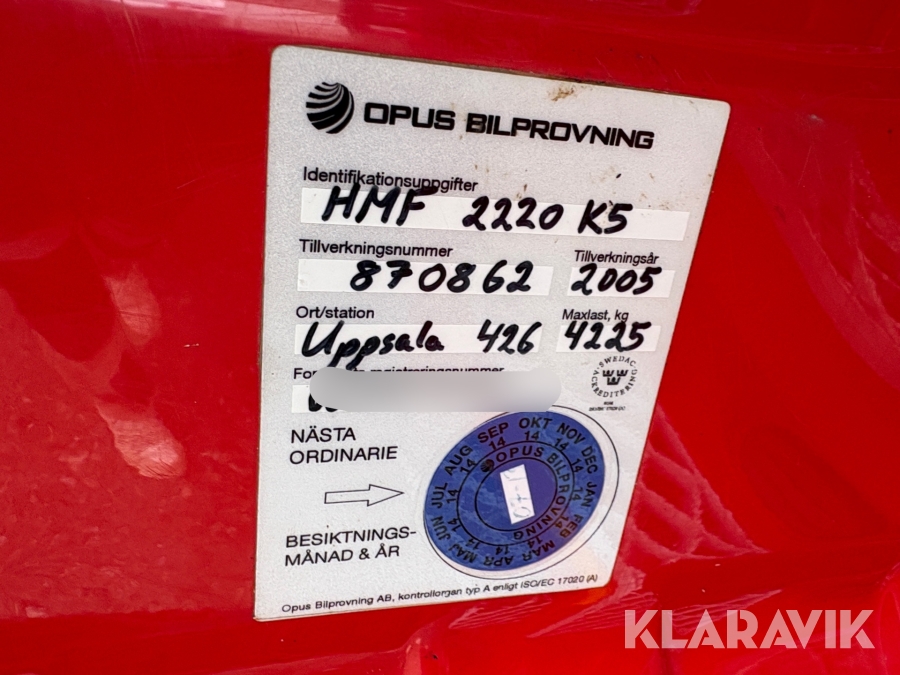 OPUS BILPROVNING
Identifikationsuppgifter
HMF 2220 K5
Tillverkningsnummer Tillverkningsår
870862 2005
Ort/station Maxlast, kg
Uppsala 426 4225
registreringsnummer
SWEDAC
ACKREDITERING
NÄSTA
ORDINARIE
BESIKTNINGS-
MÅNAD & ÅR
JAN FEB MAR APR MAJ JUN JUL AUG SEP OKT NOV DEC
14 14 14 14 14 14 14 14 14 14 14 14
OPUS BILPROVNING
Opus Bilprovning AB, kontrollorgan typ A enligt ISO/IEC 17020 (A)
KLARAVIK